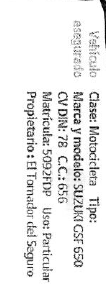 Vehículo
asegurado
Clase: Motocicleta Tipo:
Marca y modelo: SUZUKI GSF 650
CV DIN: 78 C.C.: 656
Matrícula: 5092FDP Uso: Particular
Propietario: El Tomador del Seguro